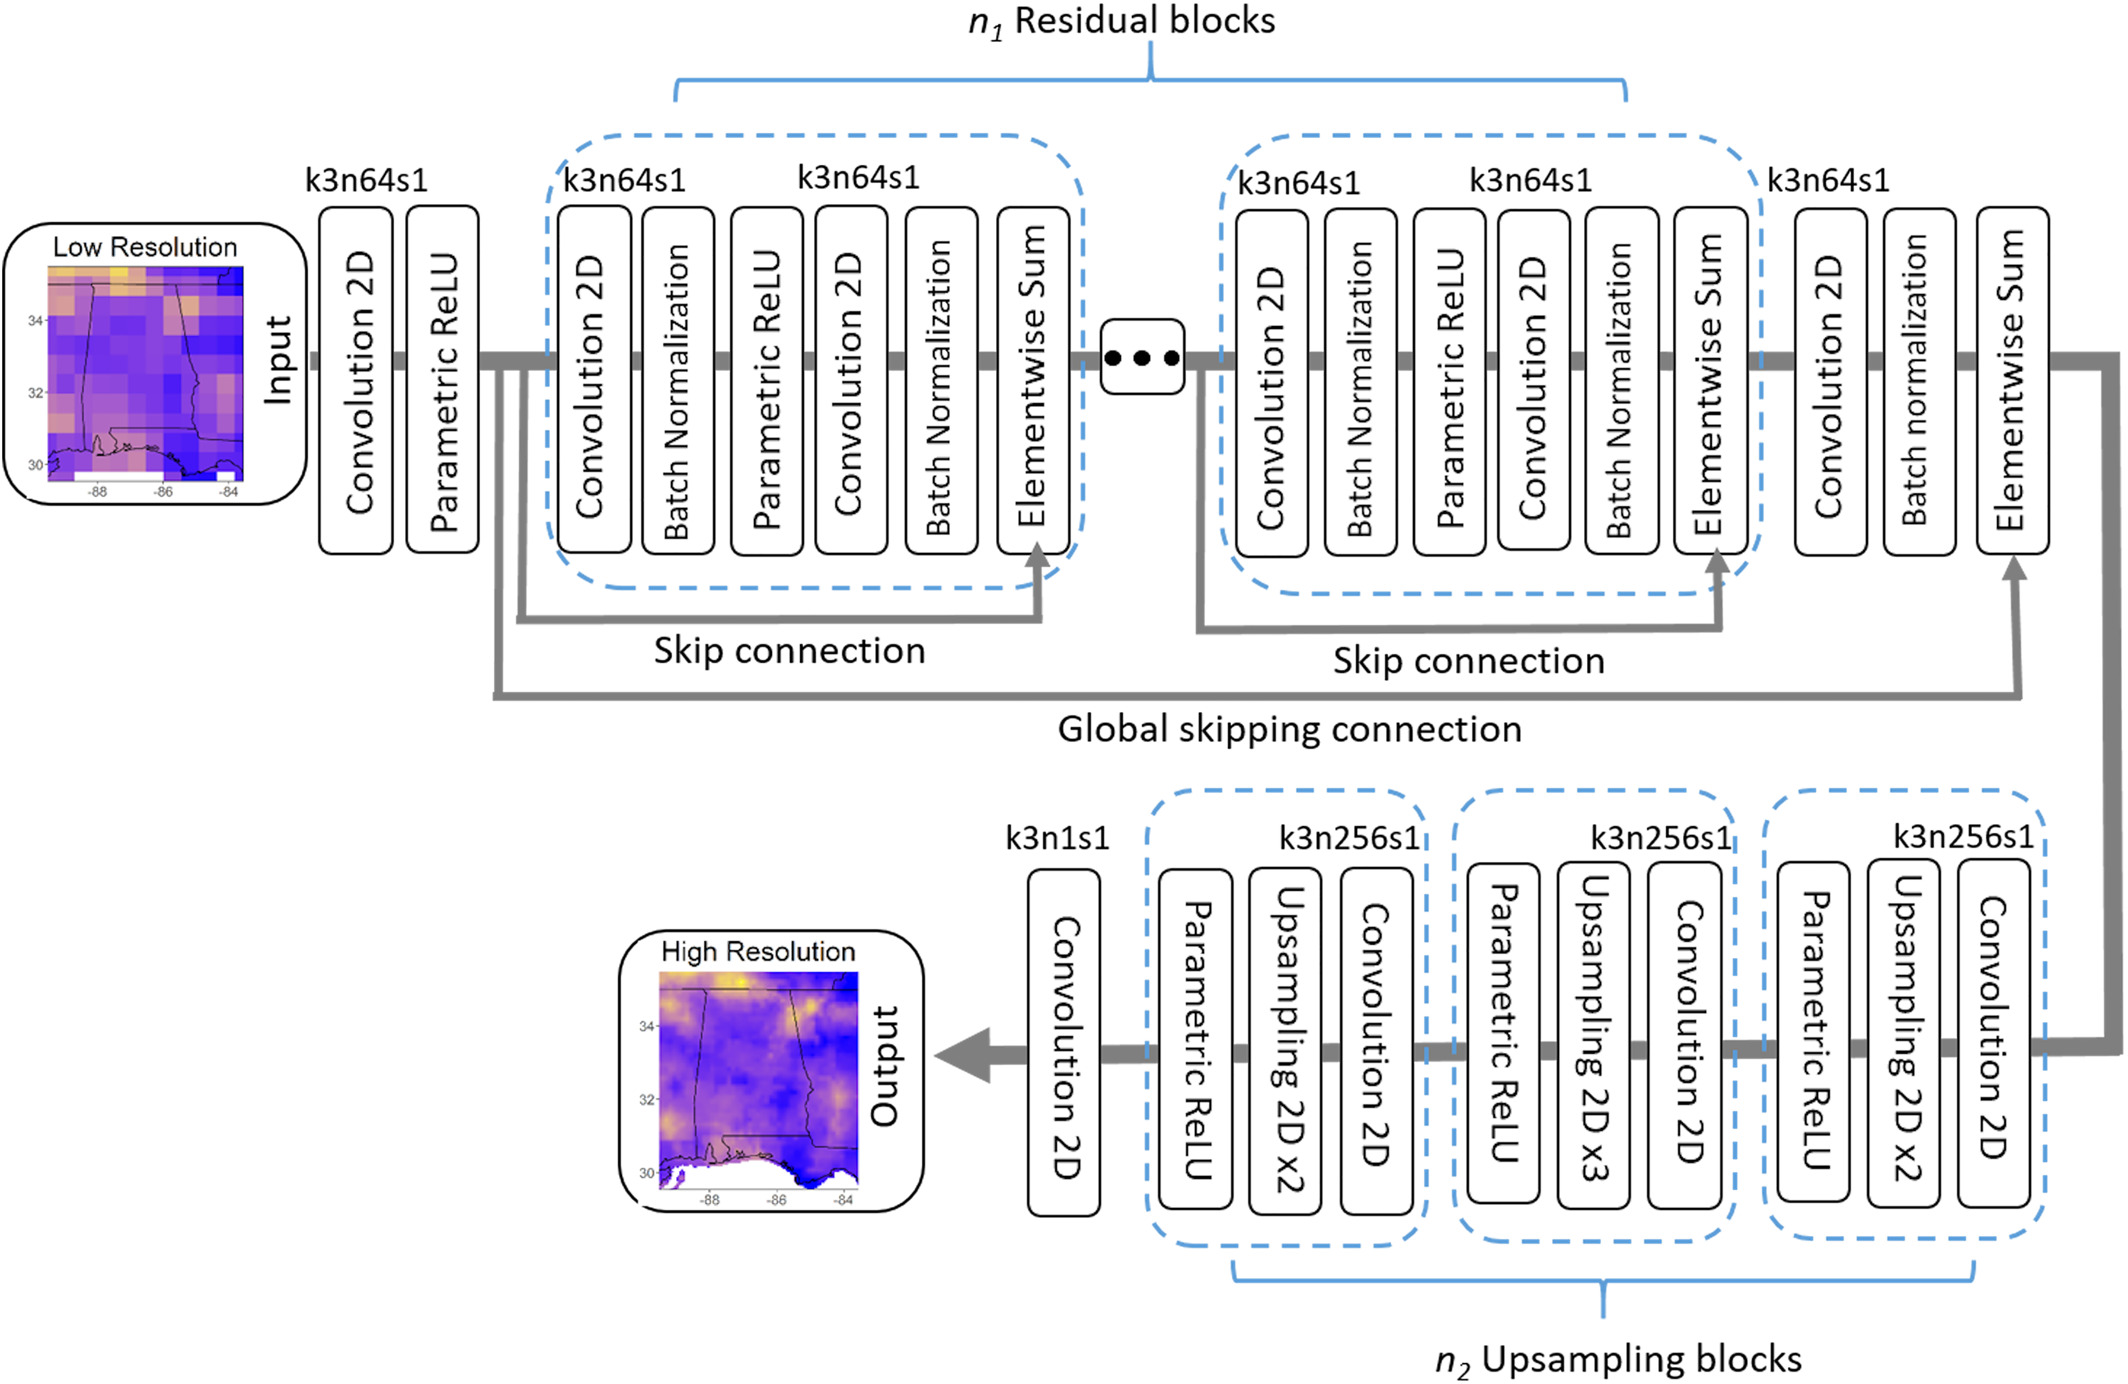 n1 Residual blocks
k3n64s1
k3n64s1
k3n64s1
k3n64s1
k3n64s1
k3n64s1
Low Resolution
34
32
30
-88
-86
-84
Input
Convolution 2D
Parametric ReLU
Convolution 2D
Batch Normalization
Parametric ReLU
Convolution 2D
Batch Normalization
Elementwise Sum
Convolution 2D
Batch Normalization
Parametric ReLU
Convolution 2D
Batch Normalization
Elementwise Sum
Convolution 2D
Batch normalization
Elementwise Sum
Skip connection
Skip connection
Global skipping connection
k3n1s1
k3n256s1
k3n256s1
k3n256s1
High Resolution
34
32
30
-88
-86
-84
Output
Convolution 2D
Parametric ReLU
Upsampling 2D x2
Convolution 2D
Parametric ReLU
Upsampling 2D x3
Convolution 2D
Parametric ReLU
Upsampling 2D x2
Convolution 2D
n2 Upsampling blocks